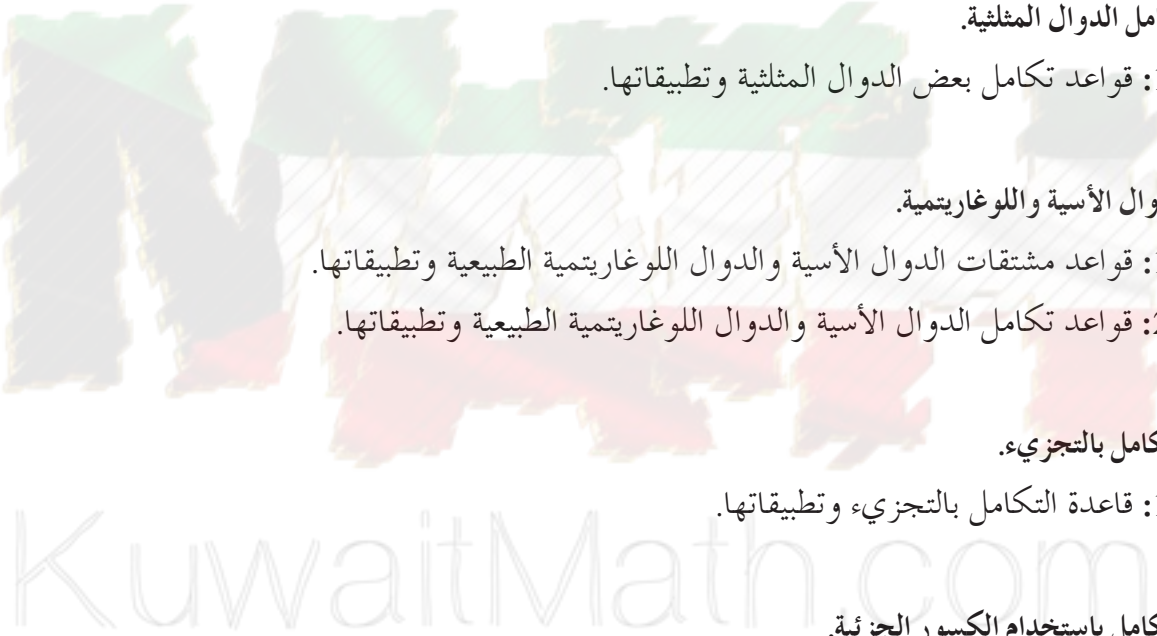 امل الدوال المثلثية.
: قواعد تكامل بعض الدوال المثلثية وتطبيقاتها.
وال الأسية واللوغاريتمية.
: قواعد مشتقات الدوال الأسية والدوال اللوغاريتمية الطبيعية وتطبيقاتها.
: قواعد تكامل الدوال الأسية والدوال اللوغاريتمية الطبيعية وتطبيقاتها.
كامل بالتجزيء.
: قاعدة التكامل بالتجزيء وتطبيقاتها.
KuwaitMath.com
كامل باستخدام الكسور الجزئية.